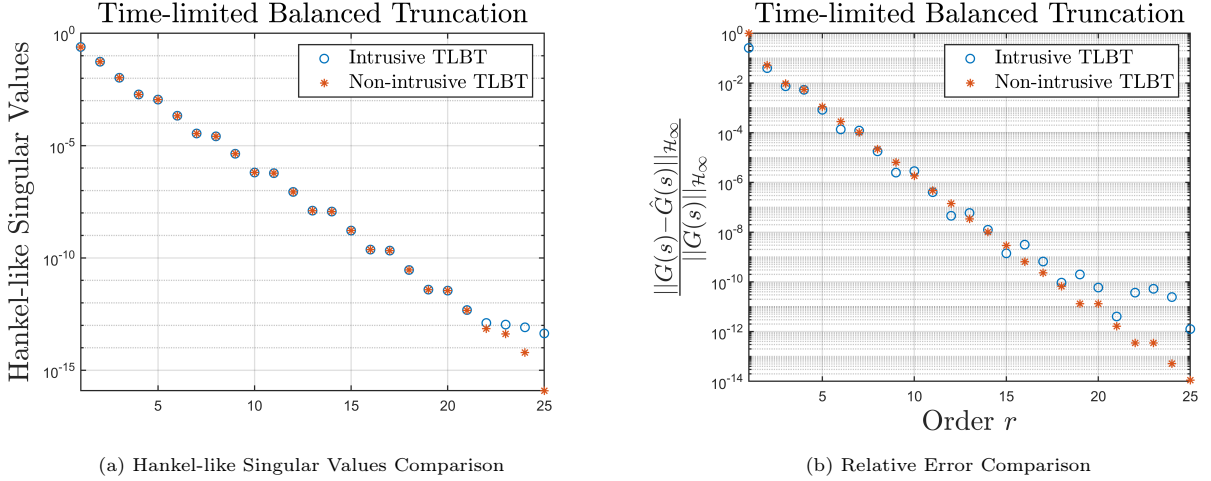 Time-limited Balanced Truncation
Hankel-like Singular Values
10^0
10^-5
10^-10
10^-15
5
10
15
20
25
Intrusive TLBT
Non-intrusive TLBT
(a) Hankel-like Singular Values Comparison
Time-limited Balanced Truncation
||G(s)−Ĝ(s)||_{H∞}
||G(s)||_{H∞}
10^0
10^-2
10^-4
10^-6
10^-8
10^-10
10^-12
10^-14
5
10
15
20
25
Intrusive TLBT
Non-intrusive TLBT
Order r
(b) Relative Error Comparison